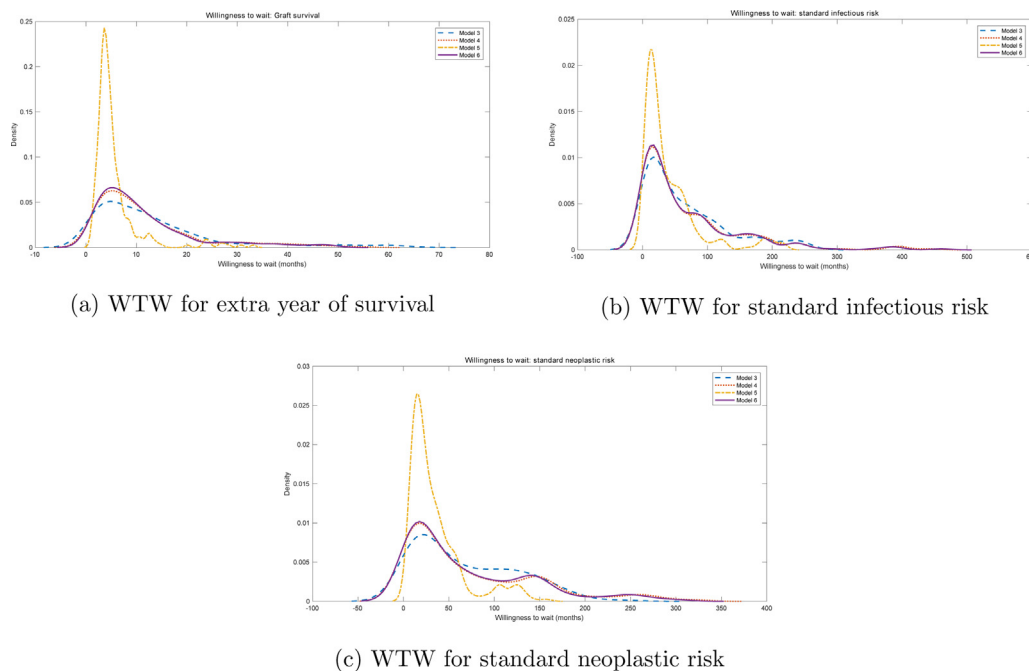 Willingness to wait: Graft survival
0.25
0.2
0.15
0.1
0.05
0
Density
-10 0 10 20 30 40 50 60 70 80
Willingness to wait (months)
Model 3
Model 4
Model 5
Model 6
(a) WTW for extra year of survival
Willingness to wait: standard infectious risk
0.025
0.02
0.015
0.01
0.005
0
Density
-100 0 100 200 300 400 500
Willingness to wait (months)
Model 3
Model 4
Model 5
Model 6
(b) WTW for standard infectious risk
Willingness to wait: standard neoplastic risk
0.03
0.025
0.02
0.015
0.01
0.005
0
Density
-100 -50 0 50 100 150 200 250 300 350 400
Willingness to wait (months)
Model 3
Model 4
Model 5
Model 6
(c) WTW for standard neoplastic risk